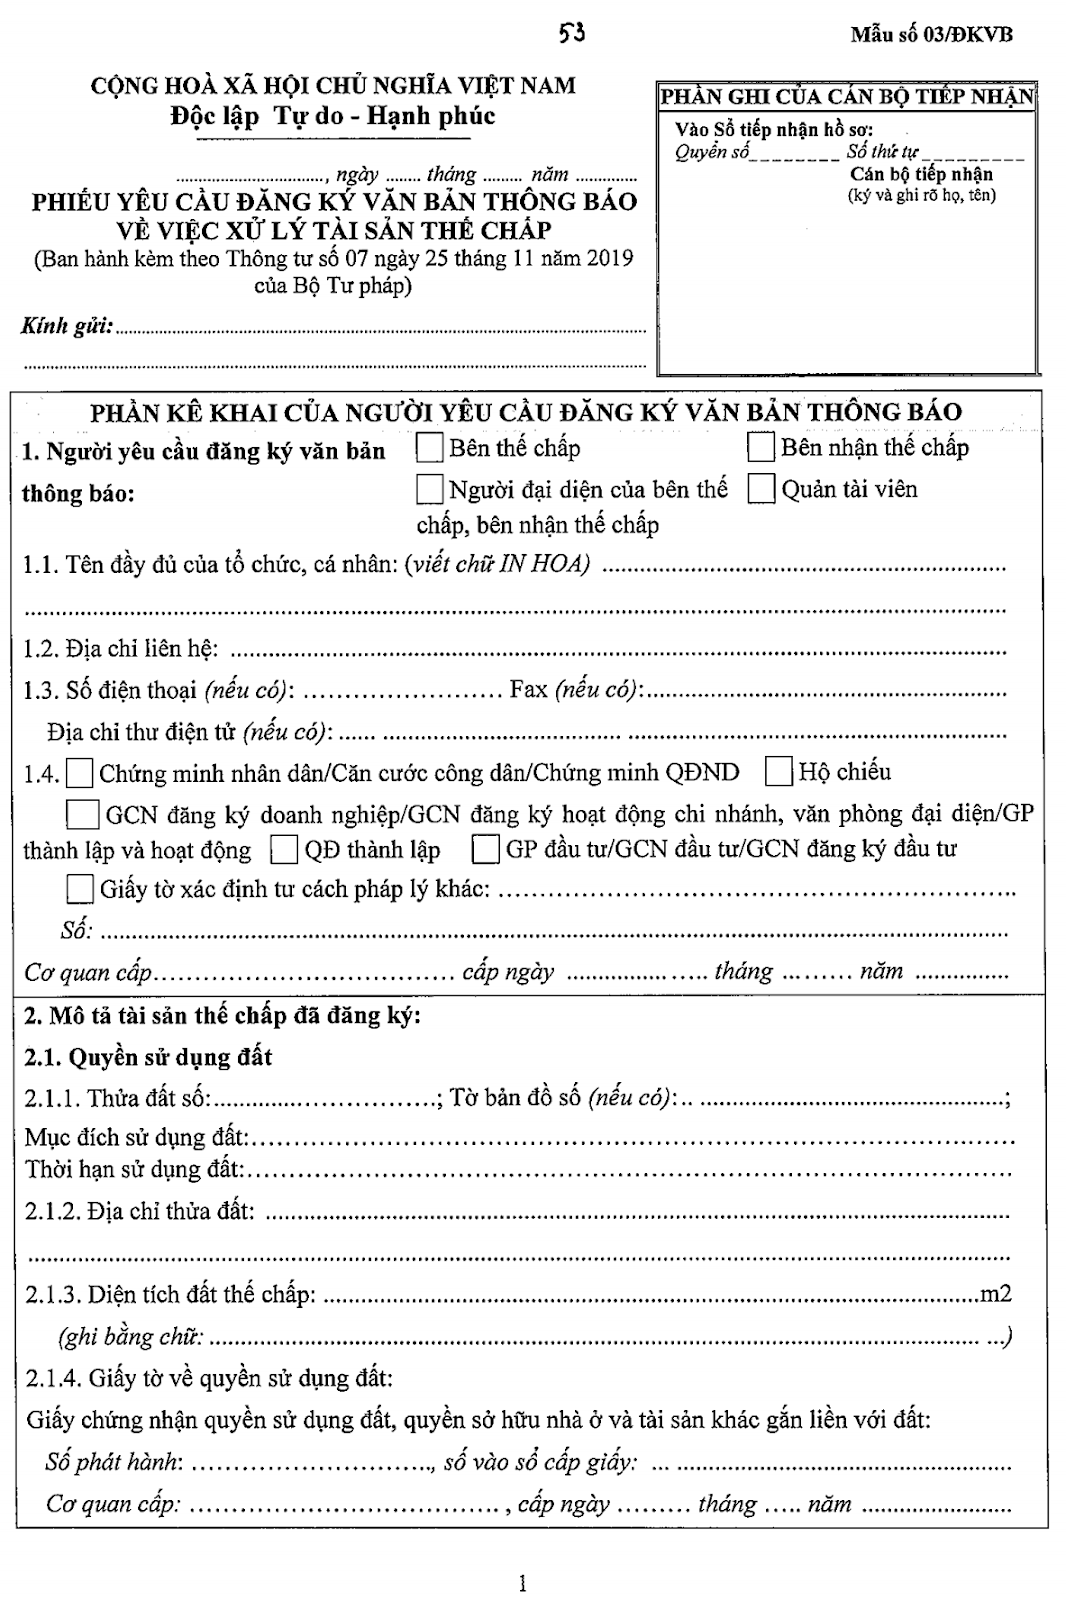 53
Mẫu số 03/ĐKVB
CỘNG HOÀ XÃ HỘI CHỦ NGHĨA VIỆT NAM
Độc lập Tự do - Hạnh phúc
................................, ngày ........ tháng ......... năm ..............
PHIẾU YÊU CẦU ĐĂNG KÝ VĂN BẢN THÔNG BÁO
VỀ VIỆC XỬ LÝ TÀI SẢN THẾ CHẤP
(Ban hành kèm theo Thông tư số 07 ngày 25 tháng 11 năm 2019
của Bộ Tư pháp)
Kính gửi:..............................
..............................
PHẦN GHI CỦA CÁN BỘ TIẾP NHẬN
Vào Sổ tiếp nhận hồ sơ:
Quyển số_________ Số thứ tự__________
Cán bộ tiếp nhận
(ký và ghi rõ họ, tên)
PHẦN KÊ KHAI CỦA NGƯỜI YÊU CẦU ĐĂNG KÝ VĂN BẢN THÔNG BÁO
1. Người yêu cầu đăng ký văn bản □ Bên thế chấp □ Bên nhận thế chấp
thông báo: □ Người đại diện của bên thế □ Quản tài viên
chấp, bên nhận thế chấp
1.1. Tên đầy đủ của tổ chức, cá nhân: (viết chữ IN HOA) ..............................
..............................
1.2. Địa chỉ liên hệ: ..............................
1.3. Số điện thoại (nếu có): ........................ Fax (nếu có):..............................
Địa chỉ thư điện tử (nếu có): ...... ..............................
1.4. □ Chứng minh nhân dân/Căn cước công dân/Chứng minh QĐND □ Hộ chiếu
□ GCN đăng ký doanh nghiệp/GCN đăng ký hoạt động chi nhánh, văn phòng đại diện/GP
thành lập và hoạt động □ QĐ thành lập □ GP đầu tư/GCN đầu tư/GCN đăng ký đầu tư
□ Giấy tờ xác định tư cách pháp lý khác: ..............................
Số: ..............................
Cơ quan cấp.............................. cấp ngày .................... tháng .......... năm ..............
2. Mô tả tài sản thế chấp đã đăng ký:
2.1. Quyền sử dụng đất
2.1.1. Thửa đất số:..............................; Tờ bản đồ số (nếu có):.. ..............................;
Mục đích sử dụng đất:..............................
Thời hạn sử dụng đất:..............................
2.1.2. Địa chỉ thửa đất: ..............................
..............................
2.1.3. Diện tích đất thế chấp: ..............................m2
(ghi bằng chữ: .............................. ...)
2.1.4. Giấy tờ về quyền sử dụng đất:
Giấy chứng nhận quyền sử dụng đất, quyền sở hữu nhà ở và tài sản khác gắn liền với đất:
Số phát hành: .............................., số vào sổ cấp giấy: ... ..............................
Cơ quan cấp: .............................. , cấp ngày ......... tháng ..... năm ......................
1